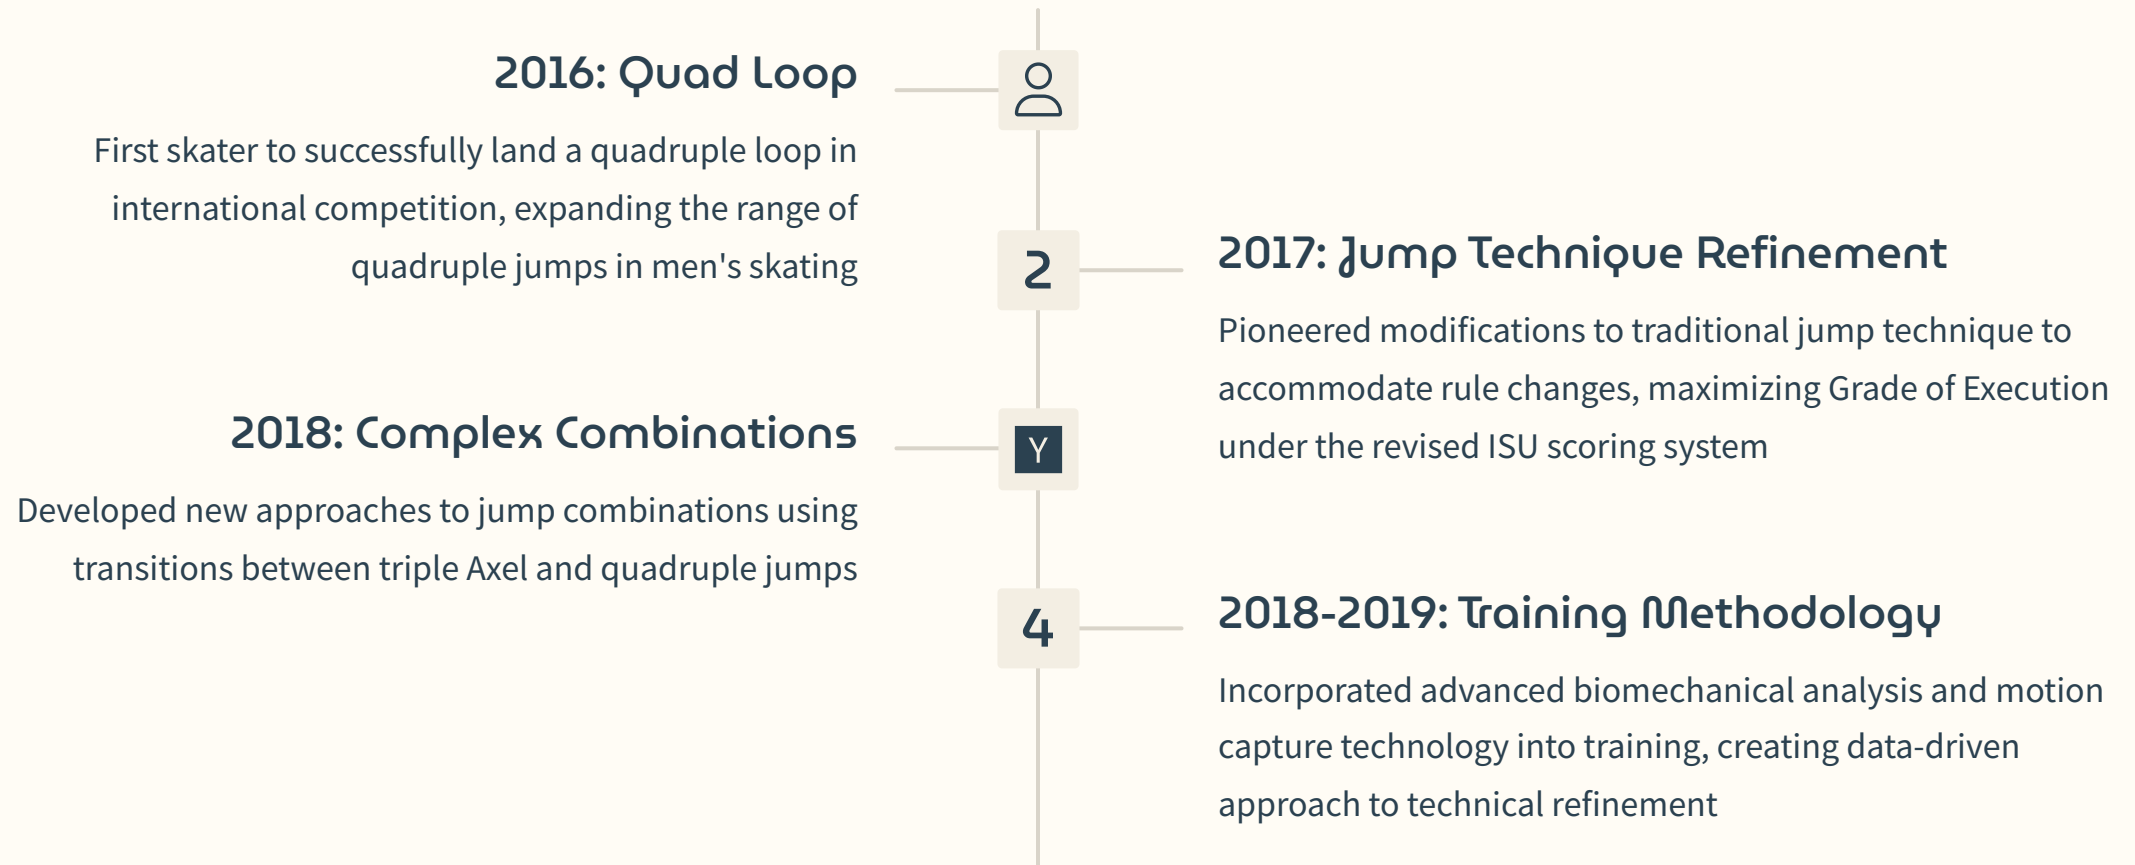 2016: Quad Loop
First skater to successfully land a quadruple loop in
international competition, expanding the range of
quadruple jumps in men's skating
2
2017: Jump Technique Refinement
Pioneered modifications to traditional jump technique to
accommodate rule changes, maximizing Grade of Execution
under the revised ISU scoring system
Y
2018: Complex Combinations
Developed new approaches to jump combinations using
transitions between triple Axel and quadruple jumps
4
2018-2019: Training Methodology
Incorporated advanced biomechanical analysis and motion
capture technology into training, creating data-driven
approach to technical refinement